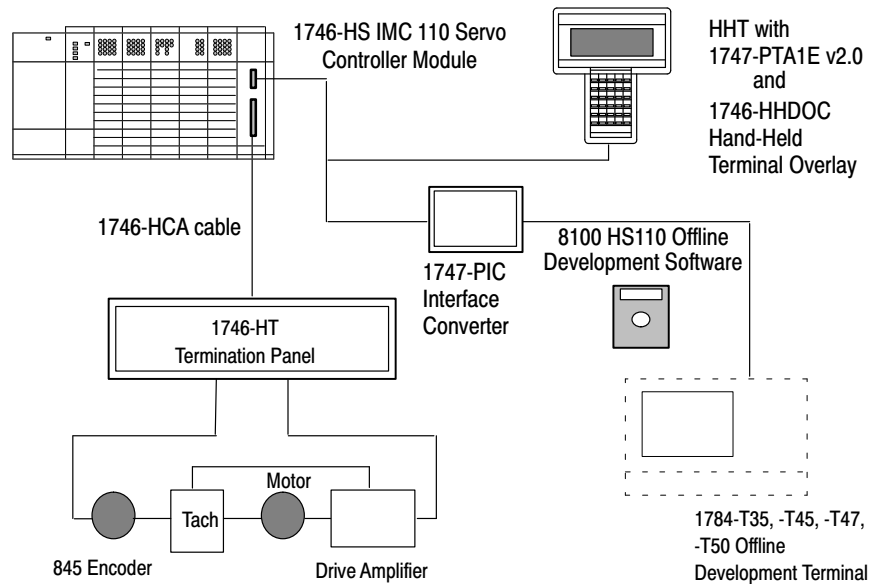 1746-HS IMC 110 Servo
Controller Module
HHT with
1747-PTA1E v2.0
and
1746-HHDOC
Hand-Held
Terminal Overlay
1746-HCA cable
1747-PIC
Interface
Converter
8100 HS110 Offline
Development Software
1746-HT
Termination Panel
Motor
Tach
845 Encoder
Drive Amplifier
1784-T35, -T45, -T47,
-T50 Offline
Development Terminal